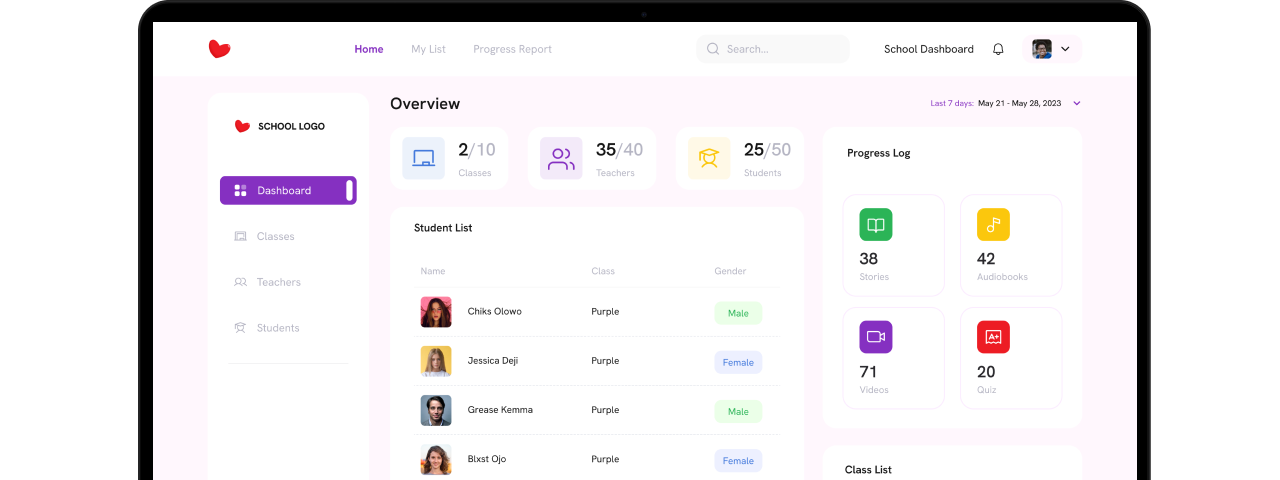 Home
My List
Progress Report
Search...
School Dashboard
SCHOOL LOGO
Dashboard
Classes
Teachers
Students
Overview
Last 7 days: May 21 - May 28, 2023
2/10
Classes
35/40
Teachers
25/50
Students
Student List
Name
Class
Gender
Chiks Olowo
Purple
Male
Jessica Deji
Purple
Female
Grease Kemma
Purple
Male
Blxst Ojo
Purple
Female
Progress Log
38
Stories
42
Audiobooks
71
Videos
A+
20
Quiz
Class List